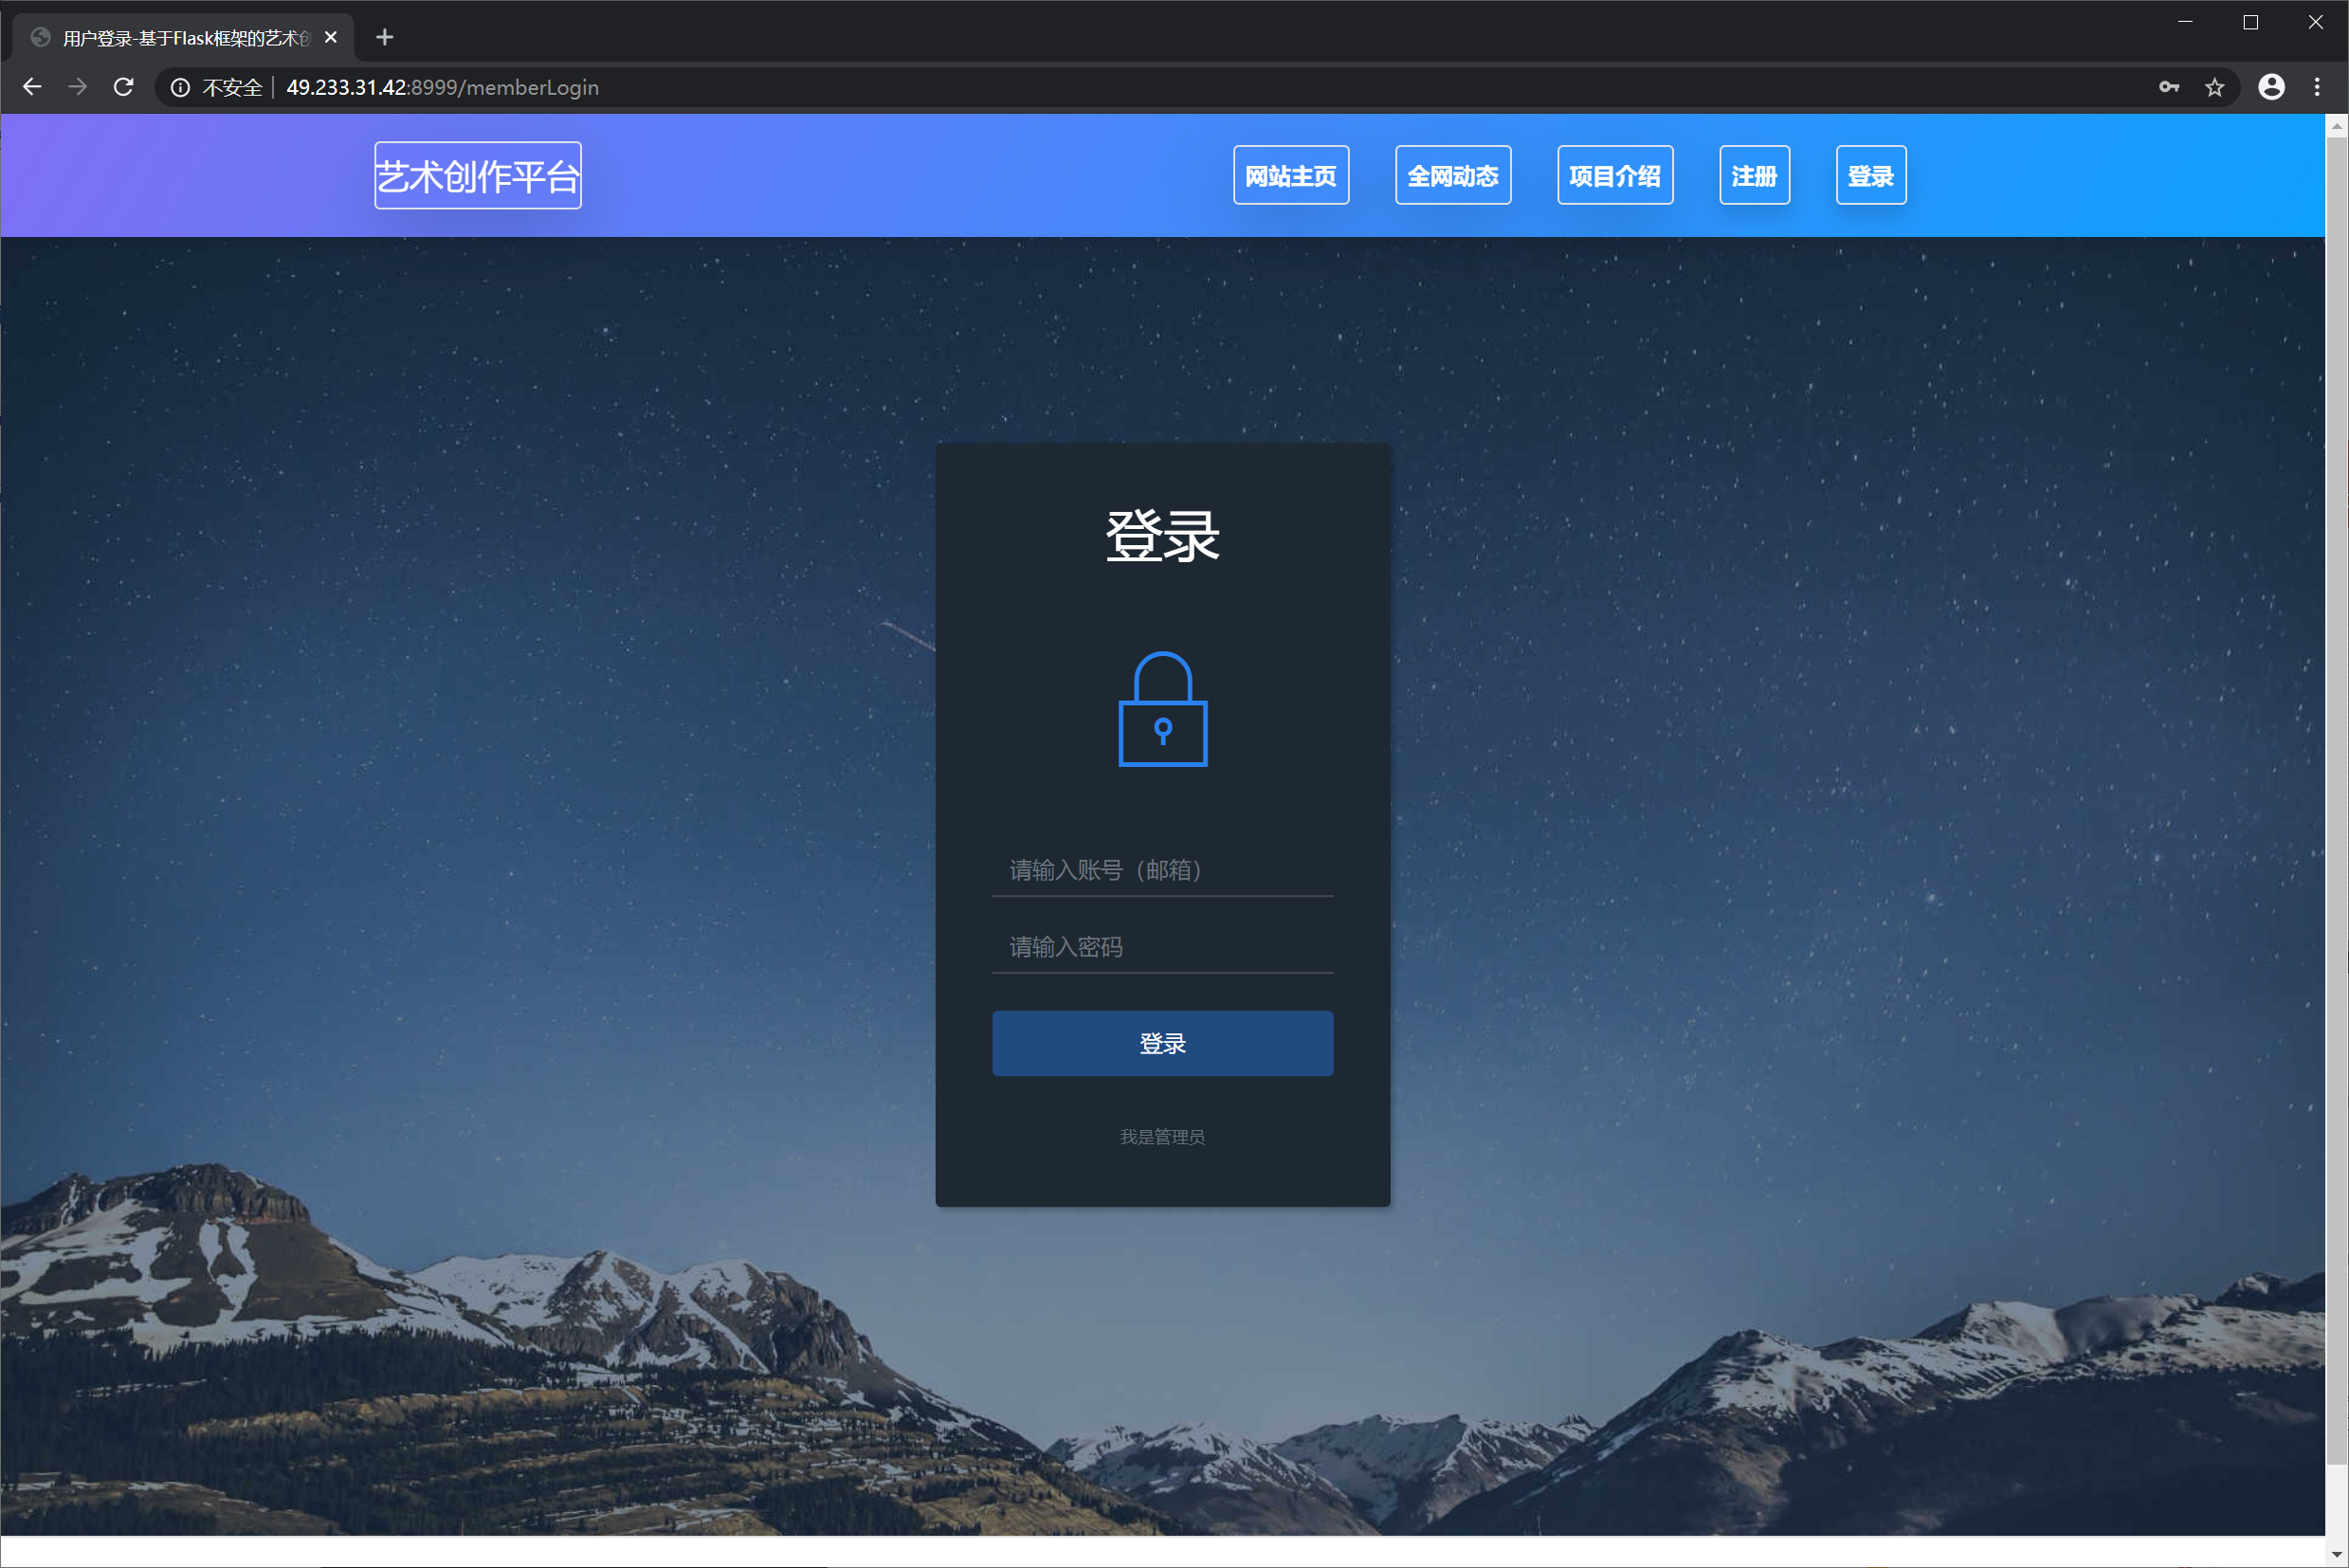 用户登录-基于Flask框架的艺术创
不安全 | 49.233.31.42:8999/memberLogin
艺术创作平台
网站主页 全网动态 项目介绍 注册 登录
登录
请输入账号（邮箱）
请输入密码
登录
我是管理员